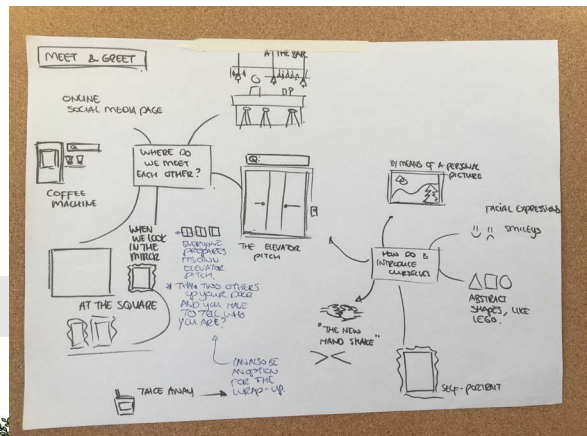 MEET & GREET
AT THE BAR
ONLINE
SOCIAL MEDIA PAGE
WHERE DO
WE MEET
EACH OTHER?
COFFEE
MACHINE
WHEN
WE LOOK
IN THE
MIRROR
THE ELEVATOR
PITCH
EVERYONE
PREPARES
ITS OWN
ELEVATOR
PITCH
TWO OTHERS
AND YOU HAVE
TO TELL WHO
YOU ARE?
AT THE SQUARE
CAN ALSO BE
AN OPTION
FOR THE
WRAP-UP.
TAKE AWAY
BY MEANS OF A PERSONAL
PICTURE
FACIAL EXPRESSIONS
SMILEYS
HOW DO
INTRODUCE
OURSELVES
ABSTRACT
SHAPES, LIKE
LEGO.
"THE NEW
HAND SHAKE"
SELF-PORTRAIT